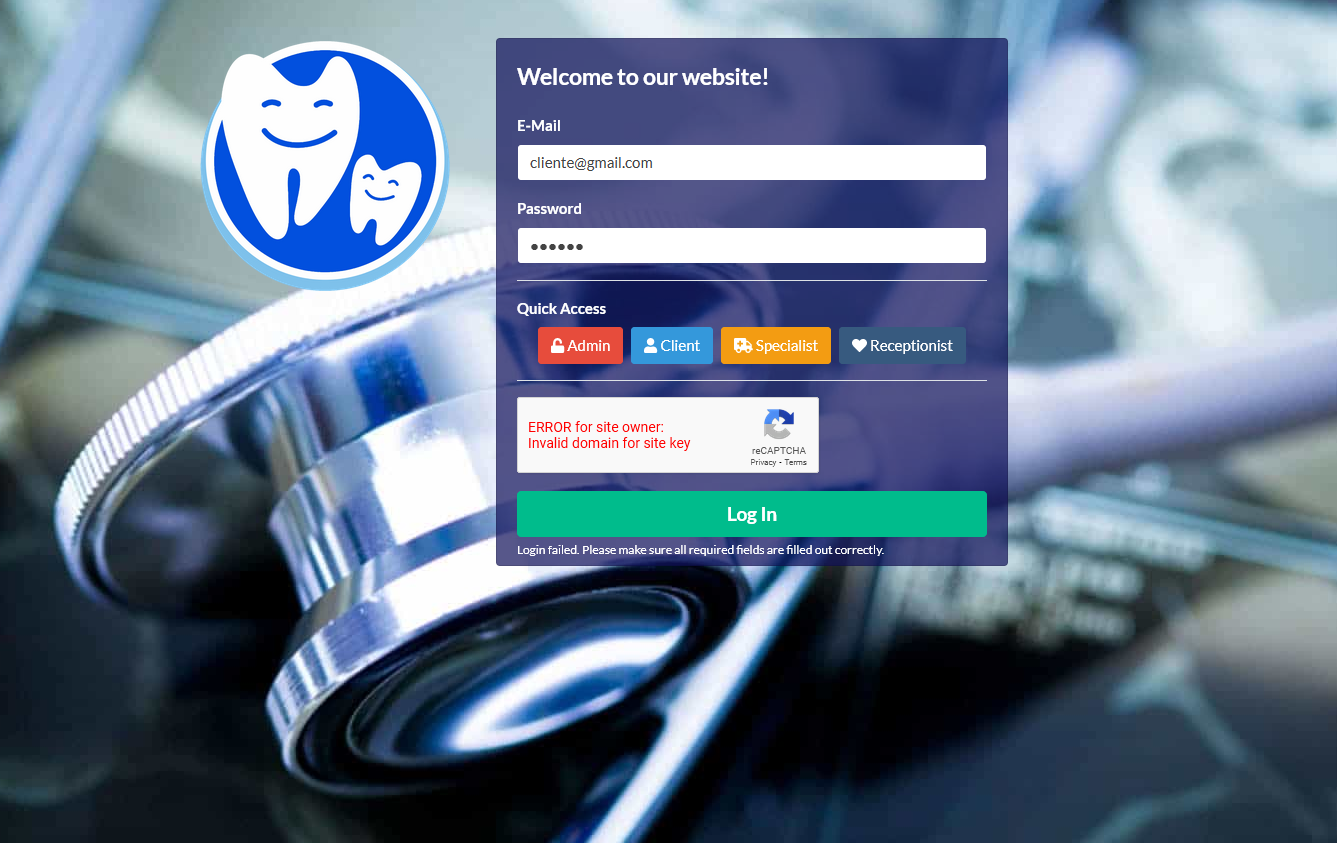 Welcome to our website!
E-Mail
cliente@gmail.com
Password
••••••
Quick Access
Admin Client Specialist Receptionist
ERROR for site owner:
Invalid domain for site key
reCAPTCHA
Privacy - Terms
Log In
Login failed. Please make sure all required fields are filled out correctly.